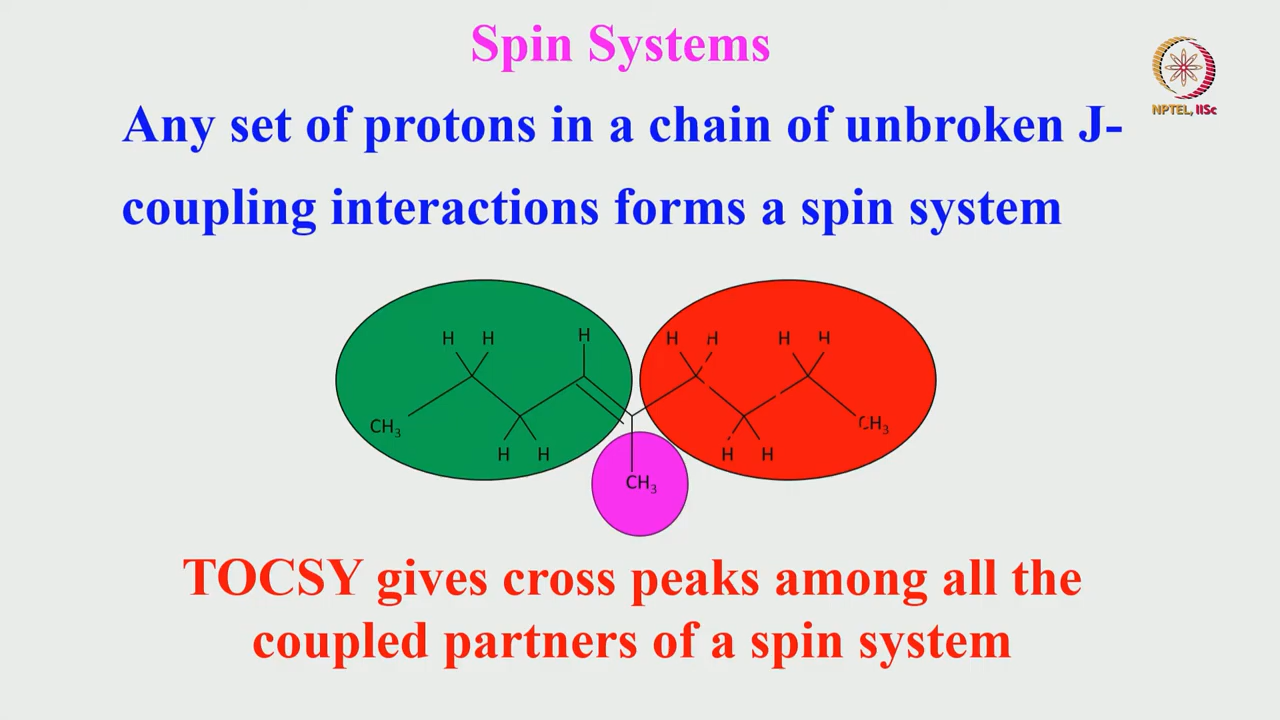 Spin Systems
NPTEL, IISc
Any set of protons in a chain of unbroken J-
coupling interactions forms a spin system
H H H H H H H
CH3 CH3
H H H H
CH3
TOCSY gives cross peaks among all the
coupled partners of a spin system